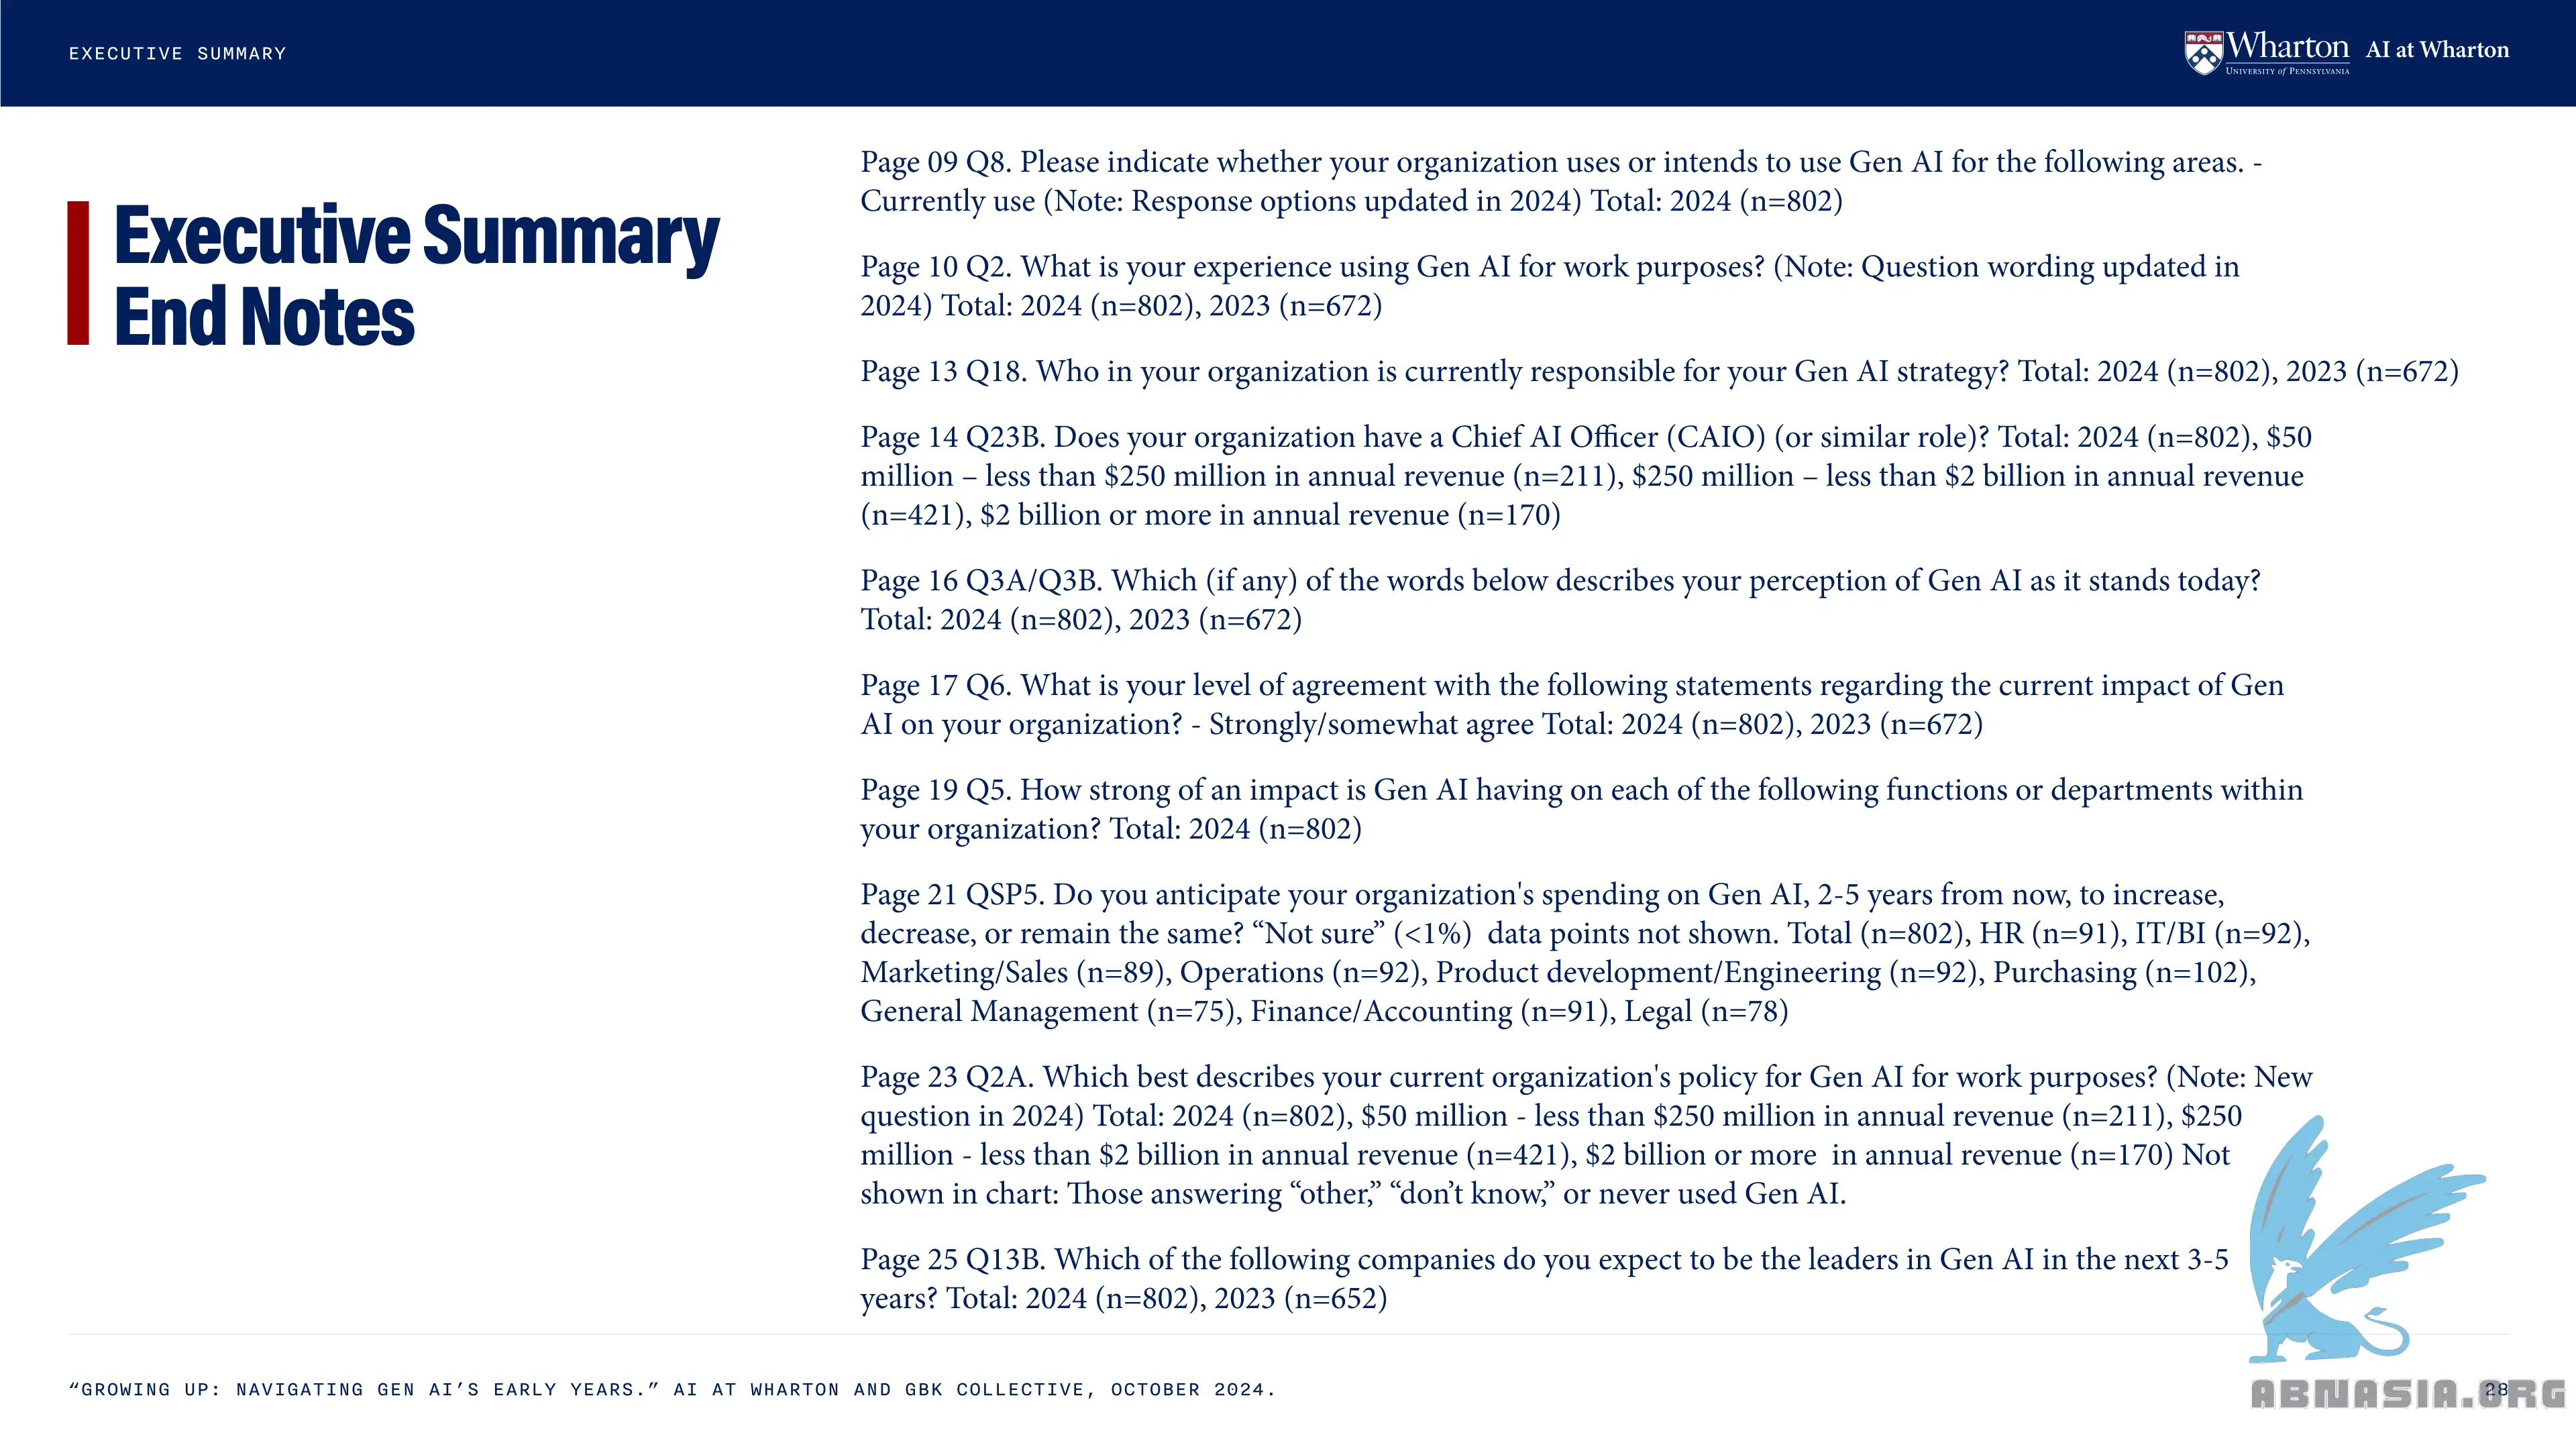 EXECUTIVE SUMMARY
Wharton
UNIVERSITY of PENNSYLVANIA
AI at Wharton
Executive Summary
End Notes
Page 09 Q8. Please indicate whether your organization uses or intends to use Gen AI for the following areas. -
Currently use (Note: Response options updated in 2024) Total: 2024 (n=802)
Page 10 Q2. What is your experience using Gen AI for work purposes? (Note: Question wording updated in
2024) Total: 2024 (n=802), 2023 (n=672)
Page 13 Q18. Who in your organization is currently responsible for your Gen AI strategy? Total: 2024 (n=802), 2023 (n=672)
Page 14 Q23B. Does your organization have a Chief AI Officer (CAIO) (or similar role)? Total: 2024 (n=802), $50
million – less than $250 million in annual revenue (n=211), $250 million – less than $2 billion in annual revenue
(n=421), $2 billion or more in annual revenue (n=170)
Page 16 Q3A/Q3B. Which (if any) of the words below describes your perception of Gen AI as it stands today?
Total: 2024 (n=802), 2023 (n=672)
Page 17 Q6. What is your level of agreement with the following statements regarding the current impact of Gen
AI on your organization? - Strongly/somewhat agree Total: 2024 (n=802), 2023 (n=672)
Page 19 Q5. How strong of an impact is Gen AI having on each of the following functions or departments within
your organization? Total: 2024 (n=802)
Page 21 QSP5. Do you anticipate your organization's spending on Gen AI, 2-5 years from now, to increase,
decrease, or remain the same? “Not sure” (<1%) data points not shown. Total (n=802), HR (n=91), IT/BI (n=92),
Marketing/Sales (n=89), Operations (n=92), Product development/Engineering (n=92), Purchasing (n=102),
General Management (n=75), Finance/Accounting (n=91), Legal (n=78)
Page 23 Q2A. Which best describes your current organization's policy for Gen AI for work purposes? (Note: New
question in 2024) Total: 2024 (n=802), $50 million - less than $250 million in annual revenue (n=211), $250
million - less than $2 billion in annual revenue (n=421), $2 billion or more in annual revenue (n=170) Not
shown in chart: Those answering “other,” “don’t know,” or never used Gen AI.
Page 25 Q13B. Which of the following companies do you expect to be the leaders in Gen AI in the next 3-5
years? Total: 2024 (n=802), 2023 (n=652)
“GROWING UP: NAVIGATING GEN AI’S EARLY YEARS.” AI AT WHARTON AND GBK COLLECTIVE, OCTOBER 2024.
28
ABNASIA.ORG